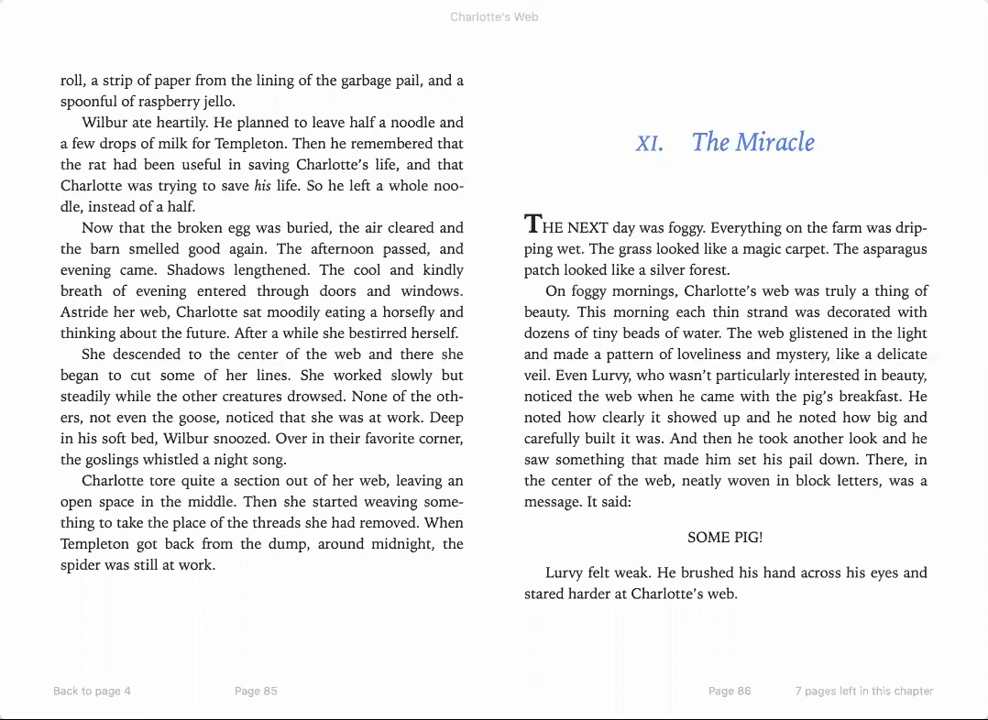 Charlotte's Web
roll, a strip of paper from the lining of the garbage pail, and a
spoonful of raspberry jello.
Wilbur ate heartily. He planned to leave half a noodle and
a few drops of milk for Templeton. Then he remembered that
the rat had been useful in saving Charlotte’s life, and that
Charlotte was trying to save his life. So he left a whole noo-
dle, instead of a half.
Now that the broken egg was buried, the air cleared and
the barn smelled good again. The afternoon passed, and
evening came. Shadows lengthened. The cool and kindly
breath of evening entered through doors and windows.
Astride her web, Charlotte sat moodily eating a horsefly and
thinking about the future. After a while she bestirred herself.
She descended to the center of the web and there she
began to cut some of her lines. She worked slowly but
steadily while the other creatures drowsed. None of the oth-
ers, not even the goose, noticed that she was at work. Deep
in his soft bed, Wilbur snoozed. Over in their favorite corner,
the goslings whistled a night song.
Charlotte tore quite a section out of her web, leaving an
open space in the middle. Then she started weaving some-
thing to take the place of the threads she had removed. When
Templeton got back from the dump, around midnight, the
spider was still at work.
XI. The Miracle
THE NEXT day was foggy. Everything on the farm was drip-
ping wet. The grass looked like a magic carpet. The asparagus
patch looked like a silver forest.
On foggy mornings, Charlotte’s web was truly a thing of
beauty. This morning each thin strand was decorated with
dozens of tiny beads of water. The web glistened in the light
and made a pattern of loveliness and mystery, like a delicate
veil. Even Lurvy, who wasn’t particularly interested in beauty,
noticed the web when he came with the pig’s breakfast. He
noted how clearly it showed up and he noted how big and
carefully built it was. And then he took another look and he
saw something that made him set his pail down. There, in
the center of the web, neatly woven in block letters, was a
message. It said:
SOME PIG!
Lurvy felt weak. He brushed his hand across his eyes and
stared harder at Charlotte’s web.
Back to page 4
Page 85
Page 86
7 pages left in this chapter